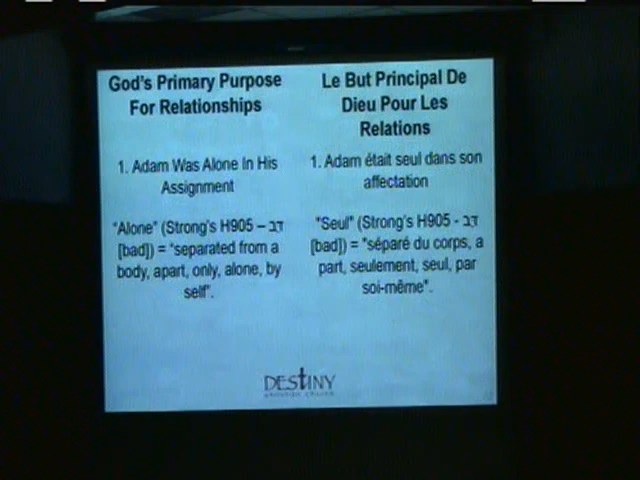 God's Primary Purpose
For Relationships
1. Adam Was Alone In His
Assignment
"Alone" (Strong's H905 – דב
[bad]) = "separated from a
body, apart, only, alone, by
self".
Le But Principal De
Dieu Pour Les
Relations
1. Adam était seul dans son
affectation
"Seul" (Strong's H905 - דב
[bad]) = "séparé du corps, a
part, seulement, seul, par
soi-même".
DESTINY